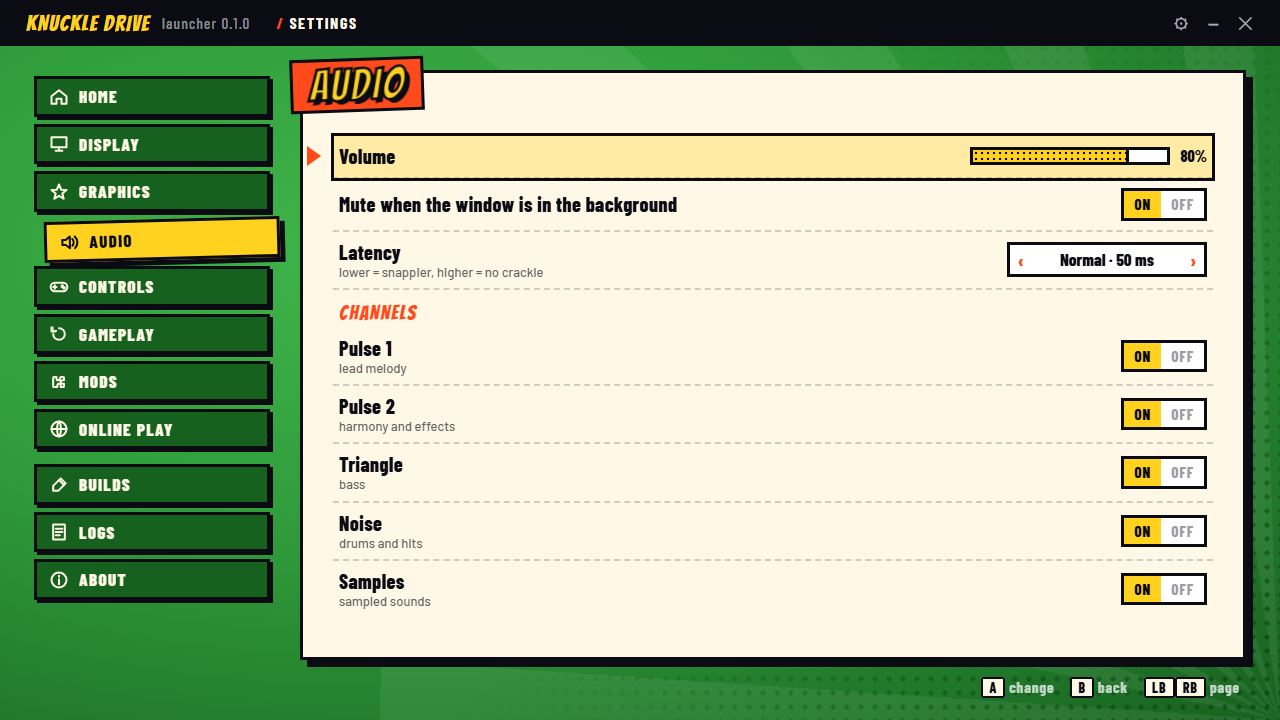 KNUCKLE DRIVE launcher 0.1.0 / SETTINGS
HOME
DISPLAY
GRAPHICS
AUDIO
CONTROLS
GAMEPLAY
MODS
ONLINE PLAY
BUILDS
LOGS
ABOUT
AUDIO
Volume 80%
Mute when the window is in the background ON OFF
Latency
lower = snappler, higher = no crackle
‹ Normal · 50 ms ›
CHANNELS
Pulse 1
lead melody
ON OFF
Pulse 2
harmony and effects
ON OFF
Triangle
bass
ON OFF
Noise
drums and hits
ON OFF
Samples
sampled sounds
ON OFF
A change B back LB RB page